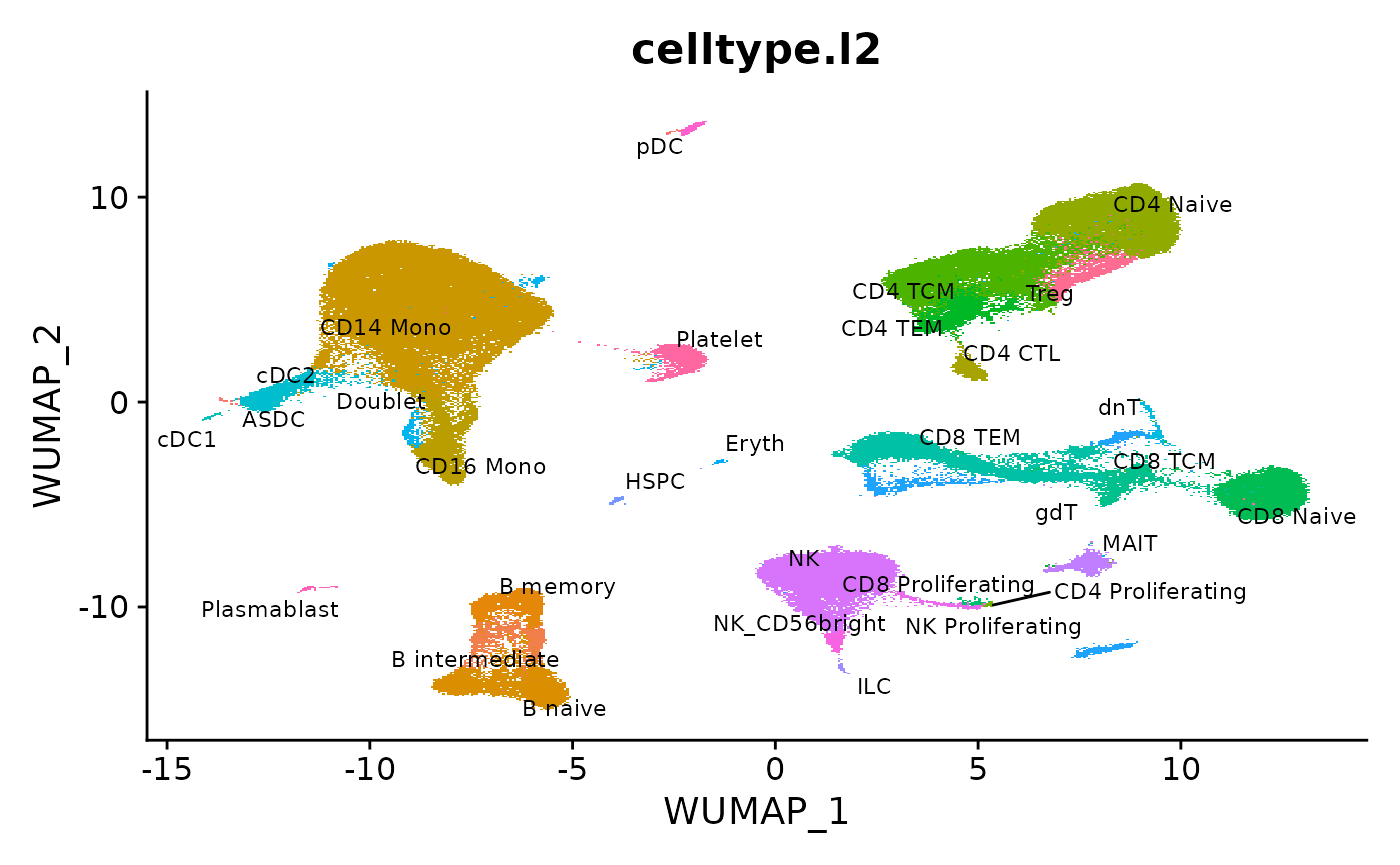 celltype.l2
pDC
10
CD4 Naive
CD4 TCM
Treg
CD14 Mono
CD4 TEM
Platelet
CD4 CTL
cDC2
0
Doublet
dnT
ASDC
cDC1
CD8 TEM
Eryth
CD8 TCM
CD16 Mono
HSPC
gdT
CD8 Naive
MAIT
NK
B memory
CD8 Proliferating
CD4 Proliferating
-10
Plasmablast
NK_CD56bright
NK Proliferating
B intermediate
ILC
B naive
-15
-10
-5
0
5
10
WUMAP_1
WUMAP_2